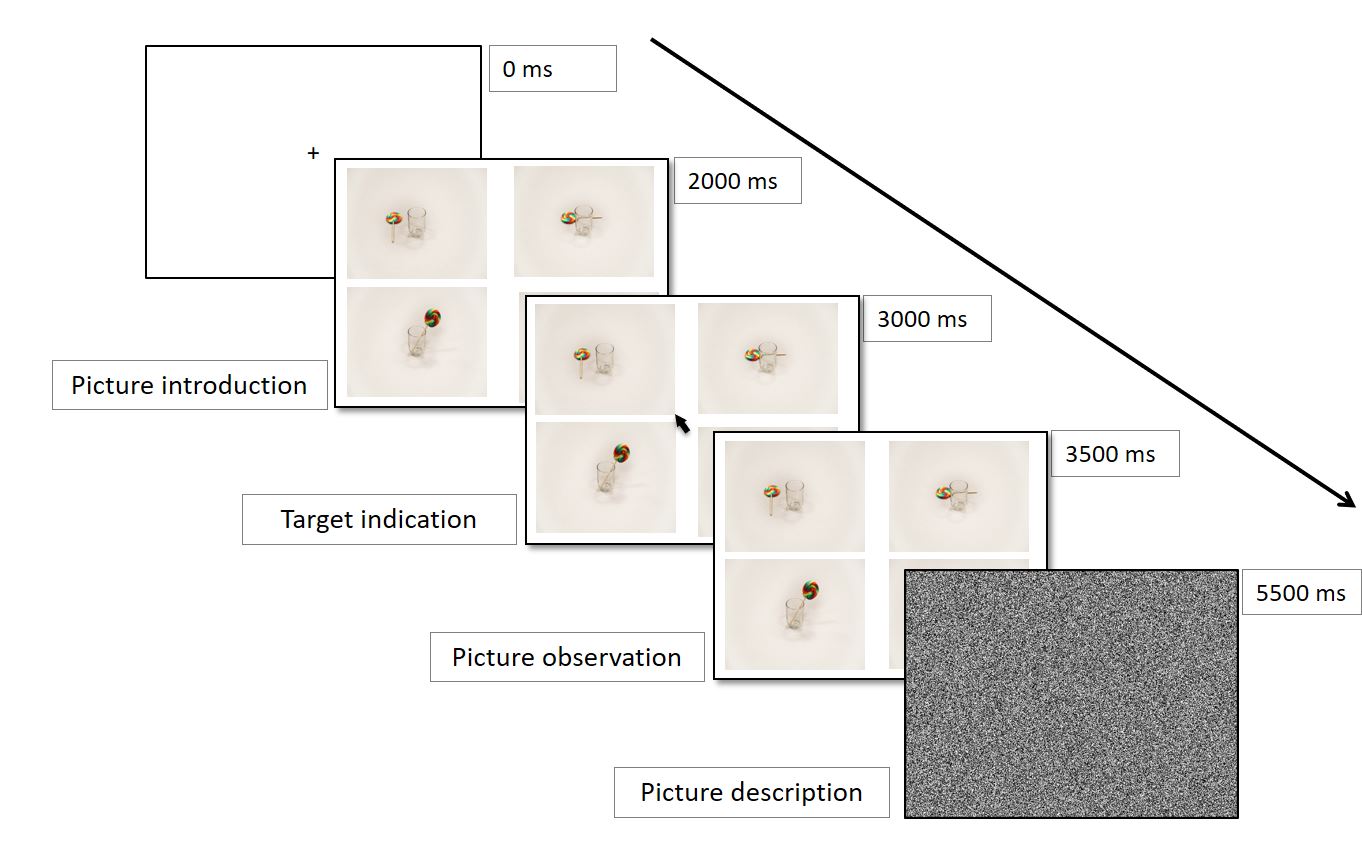 0 ms
+
2000 ms
3000 ms
Picture introduction
3500 ms
Target indication
5500 ms
Picture observation
Picture description